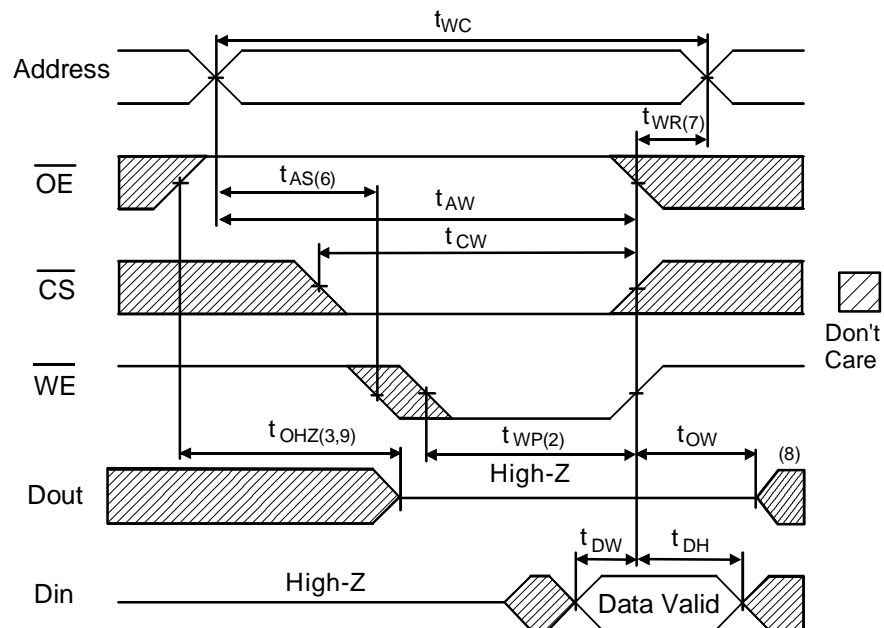 tWC
Address
tWR(7)
OE
tAS(6)
tAW
tCW
CS
Don't
Care
WE
tOHZ(3,9)
tWP(2)
tOW
High-Z
(8)
Dout
tDW
tDH
High-Z
Din
Data Valid